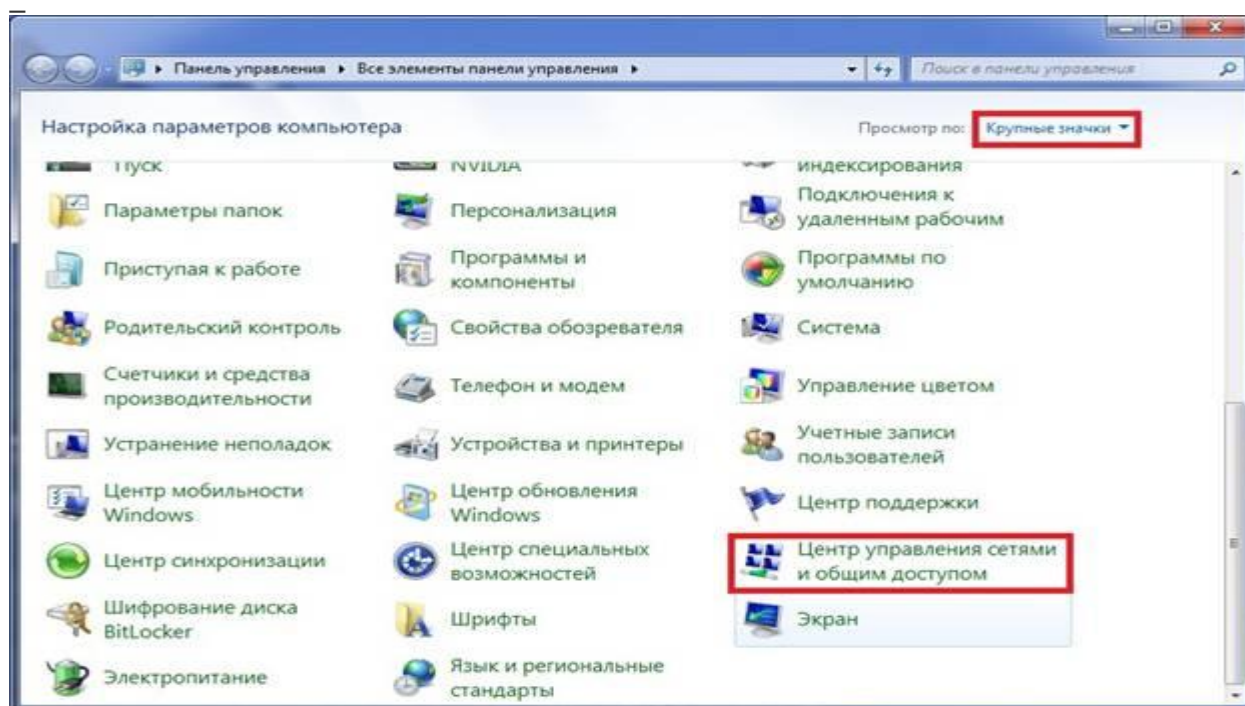 Панель управления ▸ Все элементы панели управления ▸
Поиск в панели управления
Настройка параметров компьютера
Просмотр по: Крупные значки
Пуск
NVIDIA
индексирования
Параметры папок
Персонализация
Подключения к
удаленным рабочим
Приступая к работе
Программы и
компоненты
Программы по
умолчанию
Родительский контроль
Свойства обозревателя
Система
Счетчики и средства
производительности
Телефон и модем
Управление цветом
Устранение неполадок
Устройства и принтеры
Учетные записи
пользователей
Центр мобильности
Windows
Центр обновления
Windows
Центр поддержки
Центр синхронизации
Центр специальных
возможностей
Центр управления сетями
и общим доступом
Шифрование диска
BitLocker
Шрифты
Экран
Электропитание
Язык и региональные
стандарты